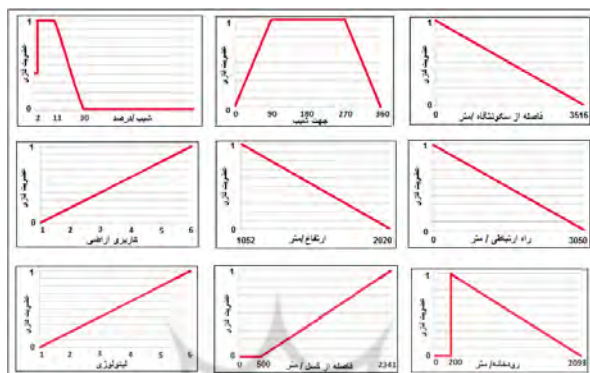 1
عضویت فازی
0
2 11 30
شیب/درصد
1
عضویت فازی
0
0 90 180 270 360
جهت شیب
1
عضویت فازی
0
0 3516
فاصله از سکونتگاه /متر
1
عضویت فازی
0
1 2 3 4 5 6
کاربری اراضی
1
عضویت فازی
0
1052 2020
ارتفاع/متر
1
عضویت فازی
0
0 3050
راه ارتباطی / متر
1
عضویت فازی
0
1 2 3 4 5 6
لیتولوژی
1
عضویت فازی
0
0 500 2341
فاصله از گسل / متر
1
عضویت فازی
0
0 200
رودخانه/ متر